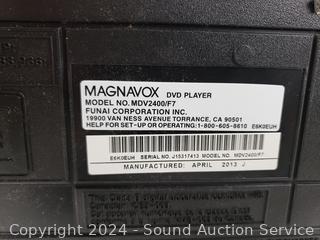 MAGNAVOX DVD PLAYER
MODEL NO. MDV2400/F7
FUNAI CORPORATION INC.
19900 VAN NESS AVENUE TORRANCE, CA 90501
HELP FOR SET-UP OR OPERATING:1-800-605-8610 E6K0EUH
E6K0EUH SERIAL NO. J15317413 MODEL NO. MDV2400/F7
MANUFACTURED: APRIL 2013 J
Copyright 2024 - Sound Auction Service